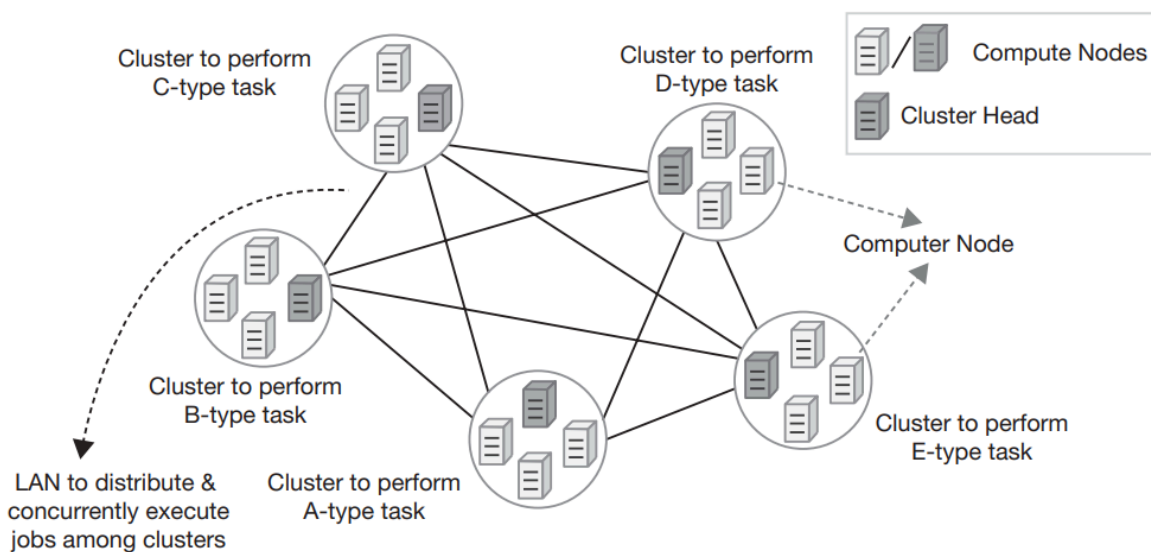 Cluster to perform
C-type task
Cluster to perform
D-type task
Compute Nodes
Cluster Head
Computer Node
Cluster to perform
B-type task
Cluster to perform
E-type task
LAN to distribute &
concurrently execute
jobs among clusters
Cluster to perform
A-type task